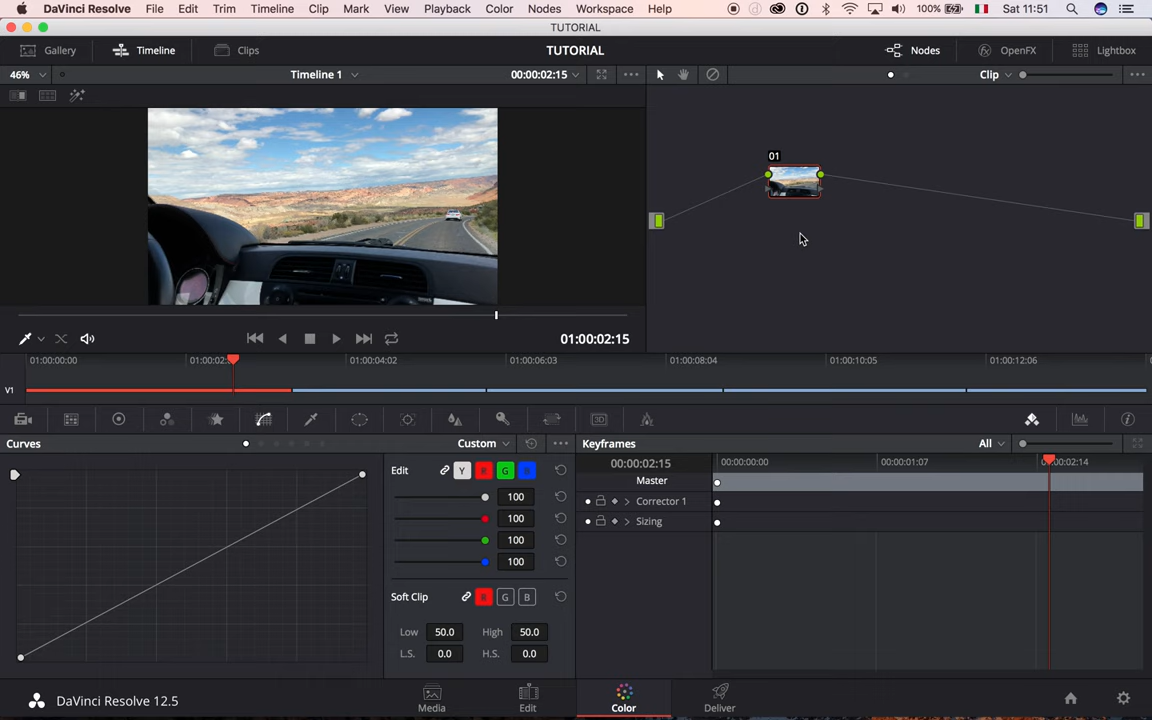 DaVinci Resolve File Edit Trim Timeline Clip Mark View Playback Color Nodes Workspace Help 100% Sat 11:51
TUTORIAL
Gallery Timeline Clips TUTORIAL Nodes OpenFX Lightbox
46% Timeline 1 00:00:02:15 Clip
01
01:00:02:15
01:00:00:00 01:00:02: 01:00:04:02 01:00:06:03 01:00:08:04 01:00:10:05 01:00:12:06
V1
3D
Curves Custom Keyframes All
Edit Y R G B 00:00:02:15 00:00:00:00 00:00:01:07 00:00:02:14
Master
100 Corrector 1
100 Sizing
100
100
Soft Clip R G B
Low 50.0 High 50.0
L.S. 0.0 H.S. 0.0
DaVinci Resolve 12.5 Media Edit Color Deliver